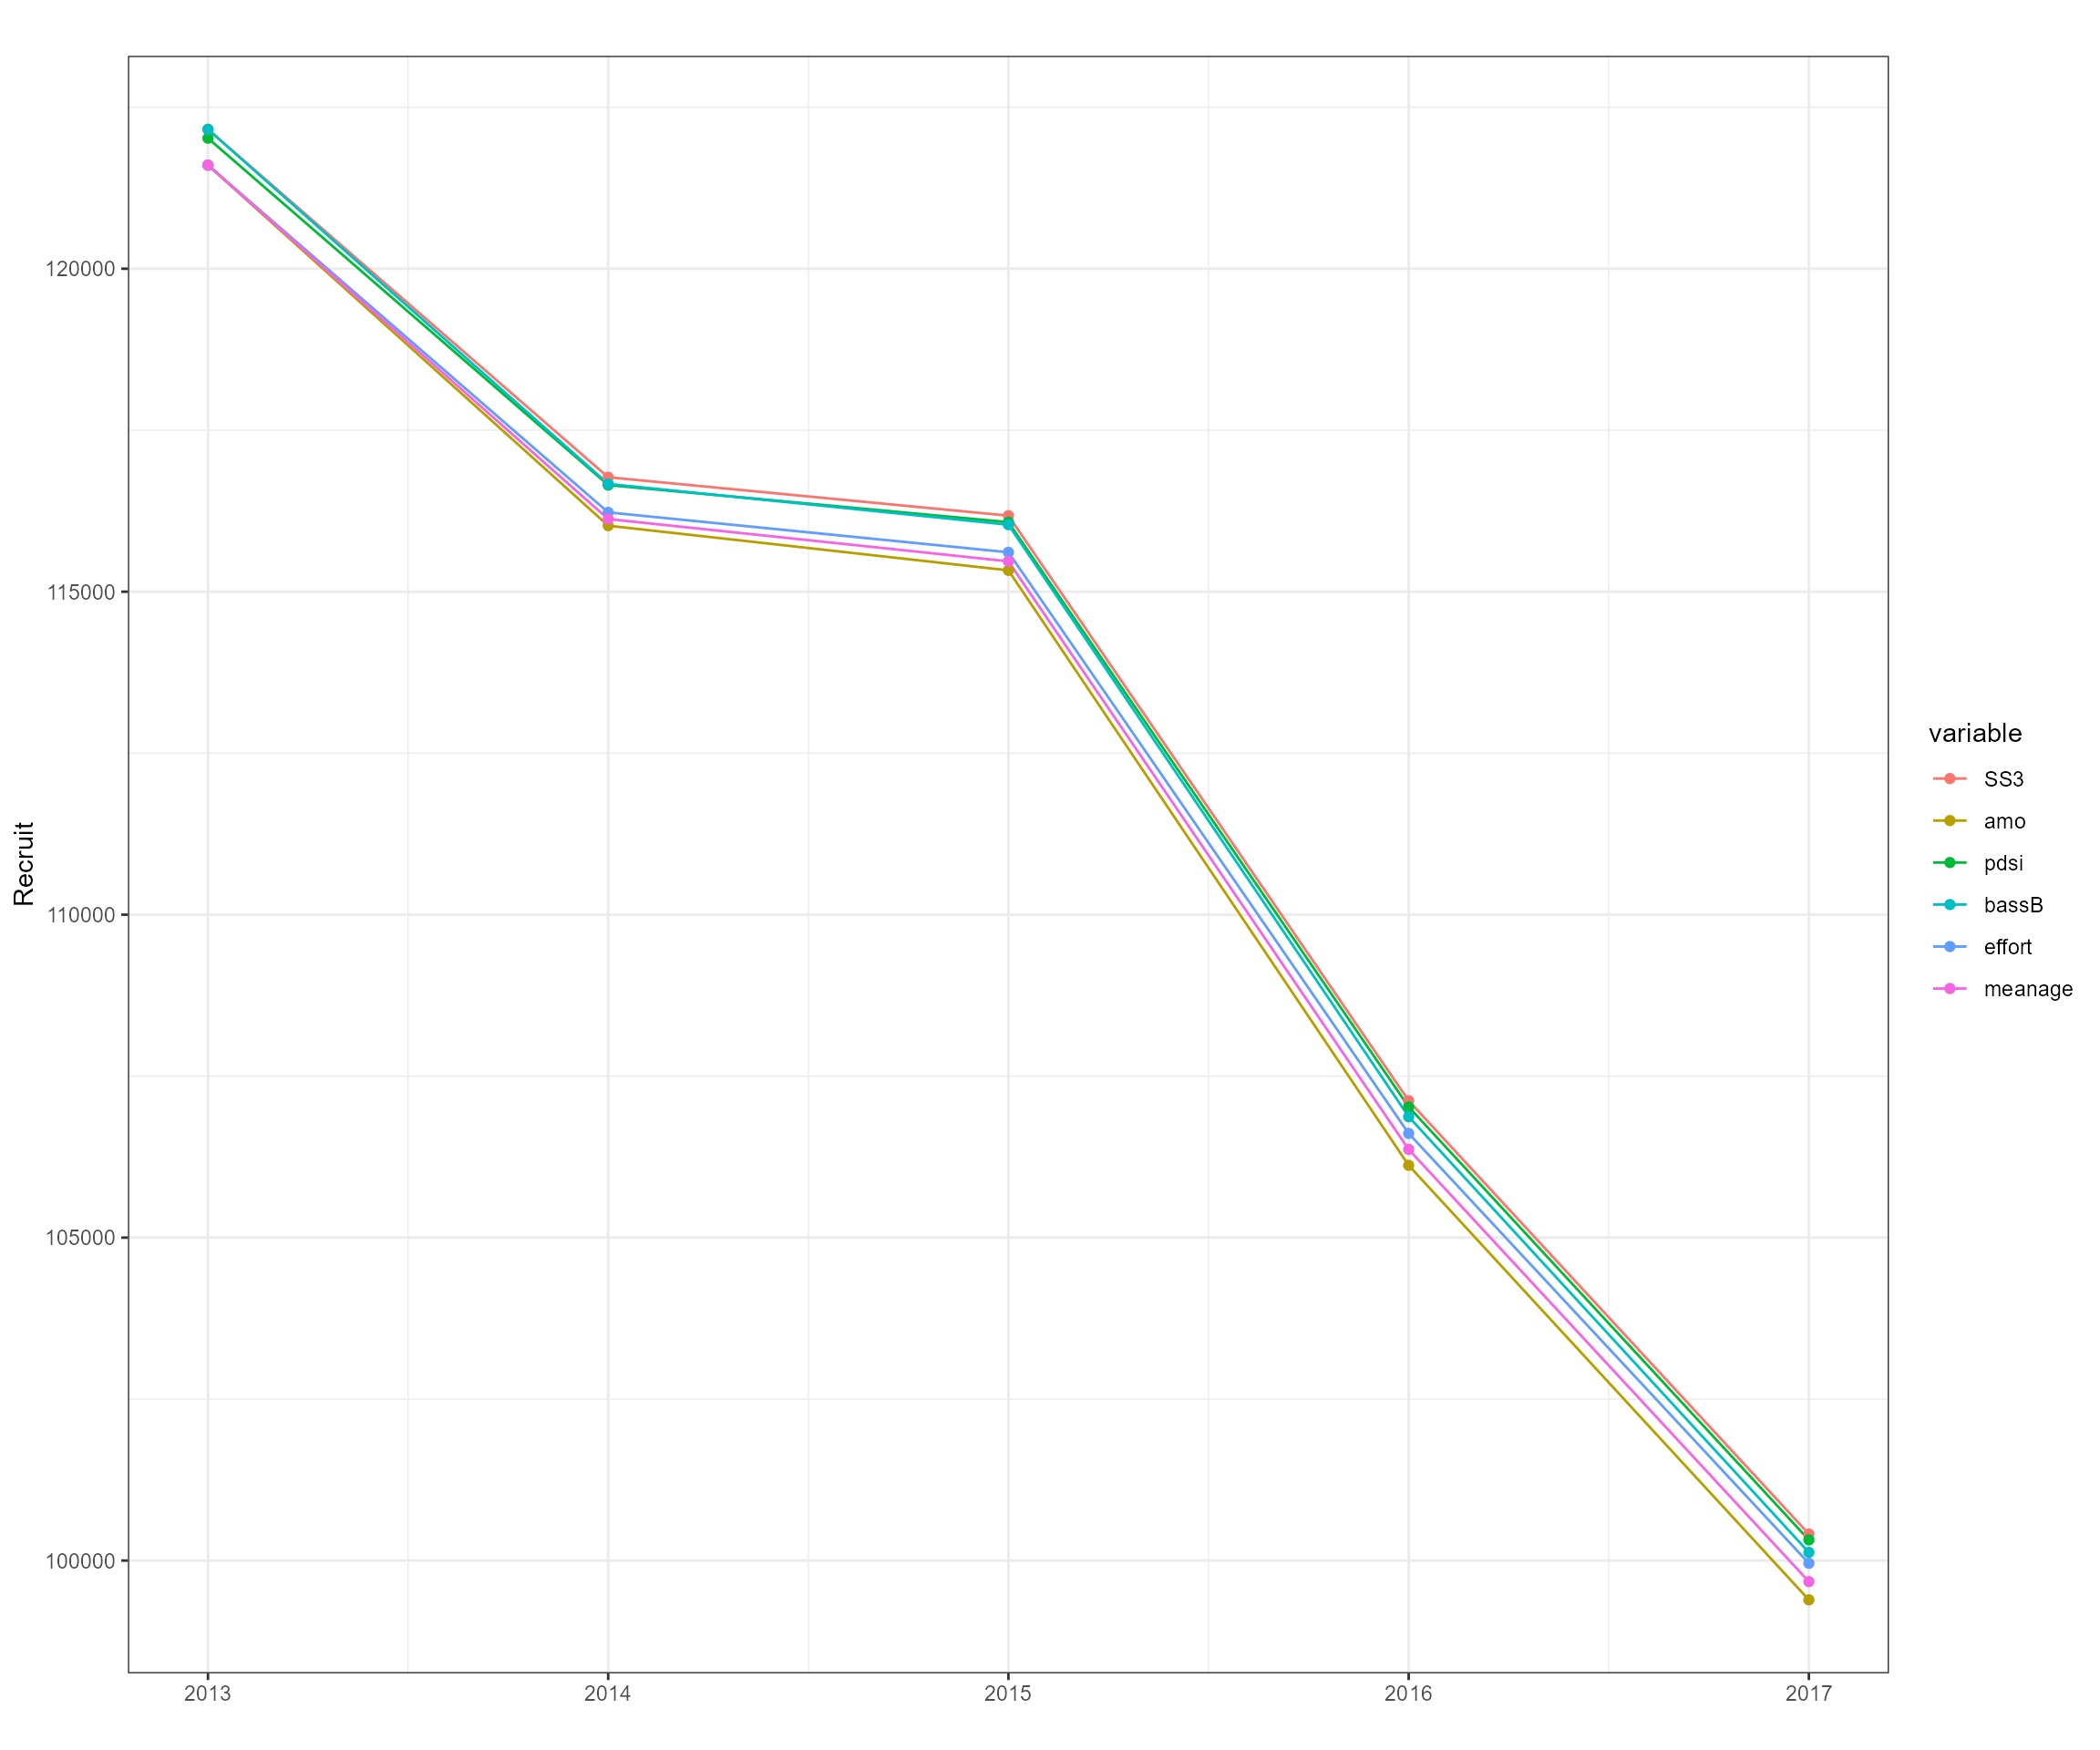 Recruit
120000
115000
110000
105000
100000
2013 2014 2015 2016 2017
variable
SS3
amo
pdsi
bassB
effort
meanage